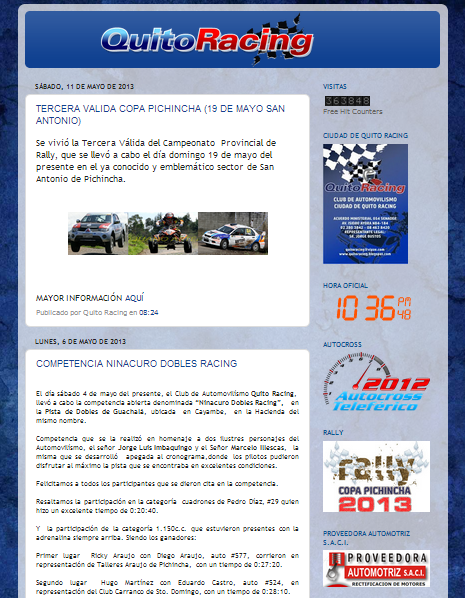 QuitoRacing
SÁBADO, 11 DE MAYO DE 2013
TERCERA VALIDA COPA PICHINCHA (19 DE MAYO SAN
ANTONIO)
Se vivió la Tercera Válida del Campeonato Provincial de
Rally, que se llevó a cabo el día domingo 19 de mayo del
presente en el ya conocido y emblemático sector de San
Antonio de Pichincha.
MAYOR INFORMACIÓN AQUÍ
Publicado por Quito Racing en 08:24
LUNES, 6 DE MAYO DE 2013
COMPETENCIA NINACURO DOBLES RACING
El día sábado 4 de mayo del presente, el Club de Automovilismo Quito Racing,
llevó a cabo la competencia abierta denominada "Ninacuro Dobles Racing", en
la Pista de Dobles de Guachalá, ubicada en Cayambe, en la Hacienda del
mismo nombre.
Competencia que se la realizó en homenaje a dos ilustres personajes del
Automovilismo, el señor Jorge Luis Imbaquingo y el Señor Marcelo Illescas, la
misma que se desarrolló apegada al cronograma,donde los pilotos pudieron
disfrutar al máximo la pista que se encontraba en excelentes condiciones.
Felicitamos a todos los participantes que se dieron cita en la competencia.
Resaltamos la participación en la categoría cuadrones de Pedro Díaz, #29 quien
hizo un excelente tiempo de 0:20:40.
Y la participación de la categoría 1.150c.c. que estuvieron presentes con la
adrenalina siempre arriba. Siendo los ganadores:
Primer lugar Ricky Araujo con Diego Araujo, auto #577, corrieron en
representación de Talleres Araujo de Pichincha, con un tiempo de 0:27:20.
Segundo lugar Hugo Martínez con Eduardo Castro, auto #524, en
representación del Club Carranco de Sto. Domingo, con un tiempo de 0:28:10.
VISITAS
363848
Free Hit Counters
CIUDAD DE QUITO RACING
QuitoRacing
CLUB DE AUTOMOVILISMO
CIUDAD DE QUITO RACING
HORA OFICIAL
10 36 PM
48
AUTOCROSS
2012
Autocross
Teleférico
RALLY
rally
COPA PICHINCHA
2013
PROVEEDORA AUTOMOTRIZ
S.A.C.I.
PROVEEDORA
AUTOMOTRIZ S.A.C.I.
RECTIFICACION DE MOTORES